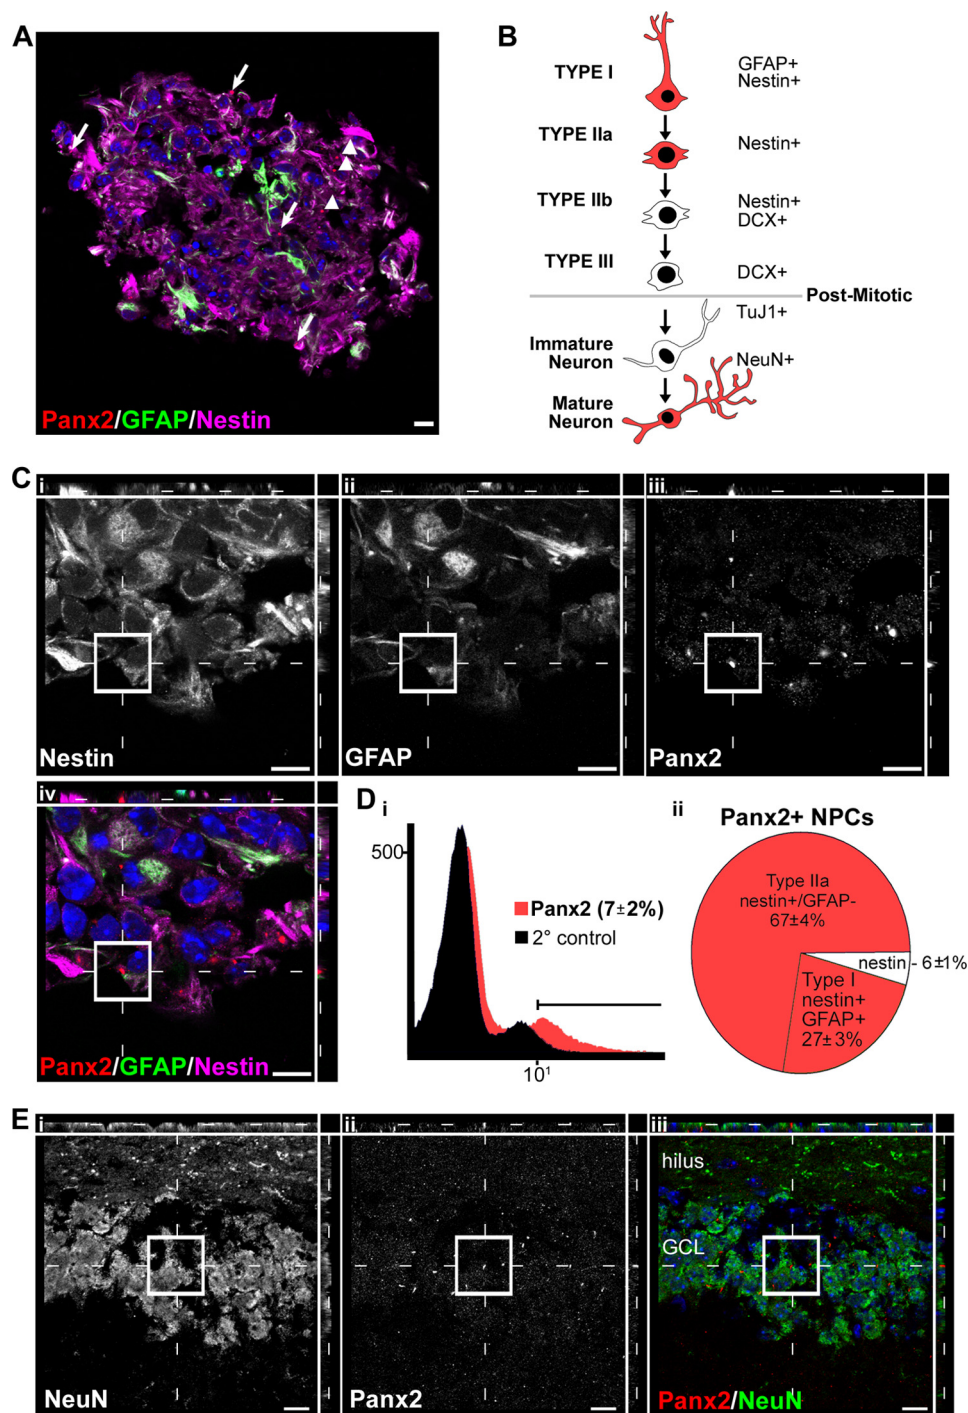 A
Panx2/GFAP/Nestin
B
TYPE I
GFAP+
Nestin+
TYPE IIa
Nestin+
TYPE IIb
Nestin+
DCX+
TYPE III
DCX+
Post-Mitotic
TuJ1+
Immature
Neuron
NeuN+
Mature
Neuron
C
i
Nestin
ii
GFAP
iii
Panx2
iv
Panx2/GFAP/Nestin
D
i
500
Panx2 (7±2%)
2° control
10¹
ii
Panx2+ NPCs
Type IIa
nestin+/GFAP-
67±4%
nestin - 6±1%
Type I
nestin+
GFAP+
27±3%
E
i
NeuN
ii
Panx2
iii
hilus
GCL
Panx2/NeuN